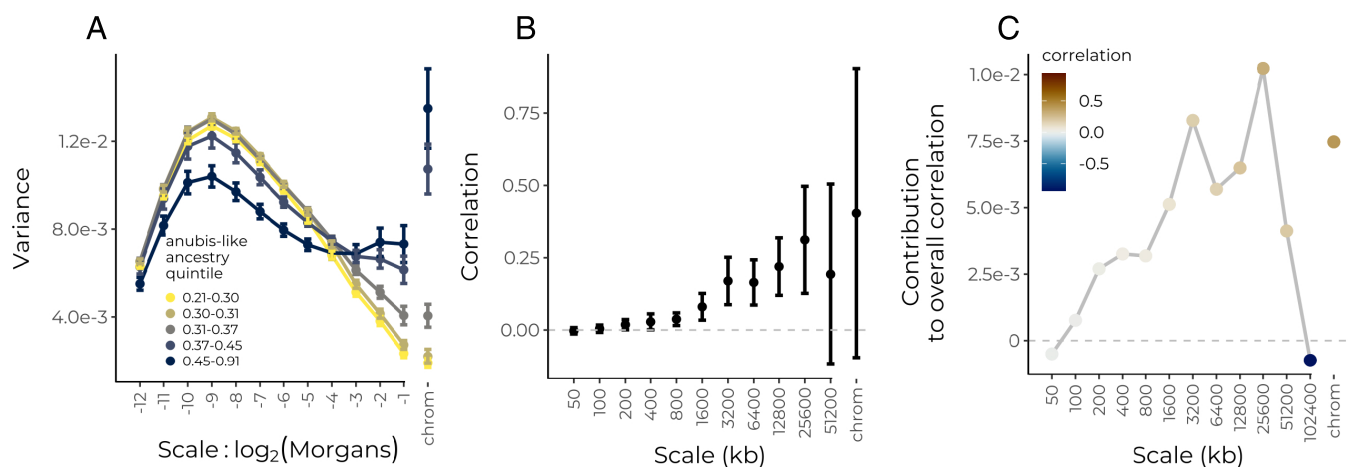 A
Variance
1.2e-2
8.0e-3
4.0e-3
anubis-like
ancestry
quintile
0.21-0.30
0.30-0.31
0.31-0.37
0.37-0.45
0.45-0.91
-12
-11
-10
-9
-8
-7
-6
-5
-4
-3
-2
-1
chrom
Scale : log₂(Morgans)
B
Correlation
0.75
0.50
0.25
0.00
50
100
200
400
800
1600
3200
6400
12800
25600
51200
chrom
Scale (kb)
C
correlation
0.5
0.0
-0.5
Contribution
to overall correlation
1.0e-2
7.5e-3
5.0e-3
2.5e-3
0
50
100
200
400
800
1600
3200
6400
12800
25600
51200
102400
chrom
Scale (kb)